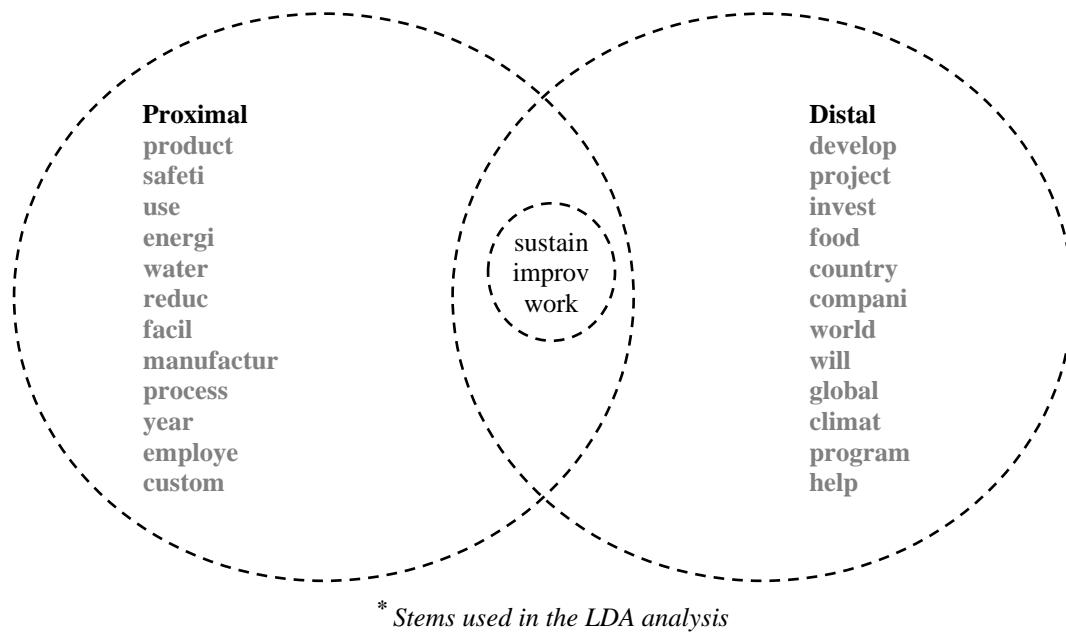 Proximal
product
safeti
use
energi
water
reduc
facil
manufactur
process
year
employe
custom
sustain
improv
work
Distal
develop
project
invest
food
country
compani
world
will
global
climat
program
help
* Stems used in the LDA analysis